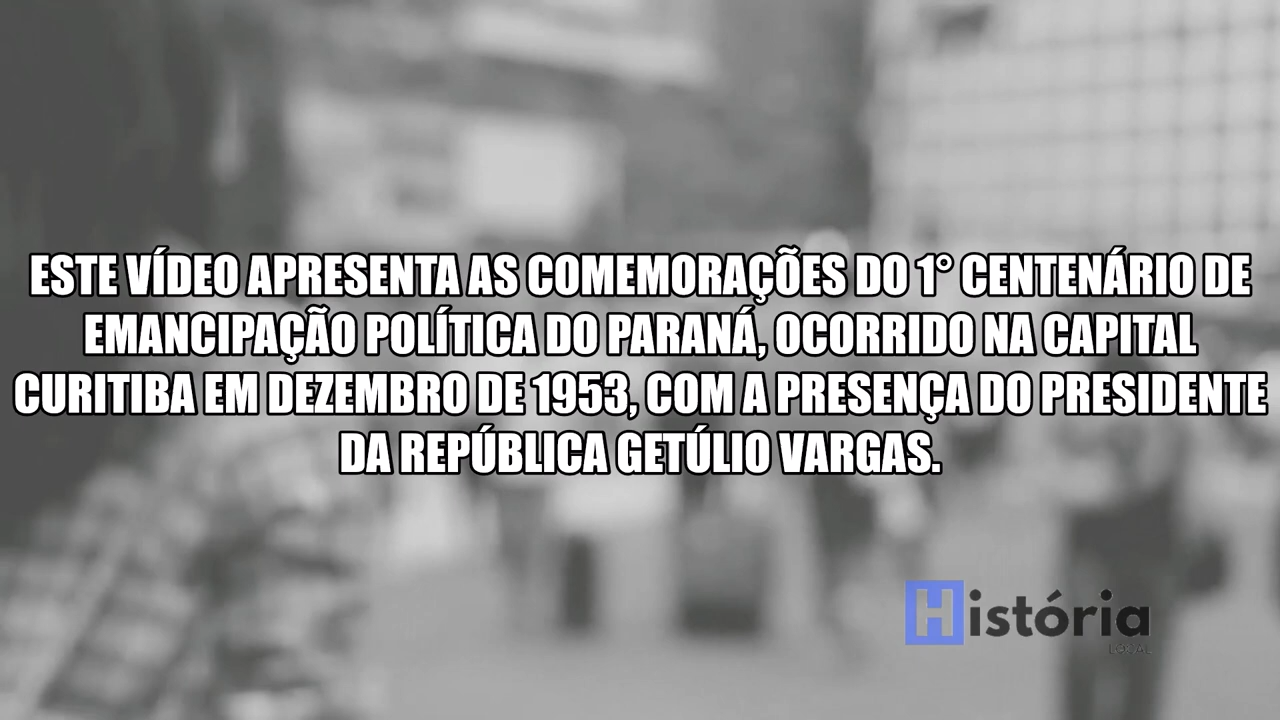 ESTE VÍDEO APRESENTA AS COMEMORAÇÕES DO 1° CENTENÁRIO DE
EMANCIPAÇÃO POLÍTICA DO PARANÁ, OCORRIDO NA CAPITAL
CURITIBA EM DEZEMBRO DE 1953, COM A PRESENÇA DO PRESIDENTE
DA REPÚBLICA GETÚLIO VARGAS.
História
LOCAL